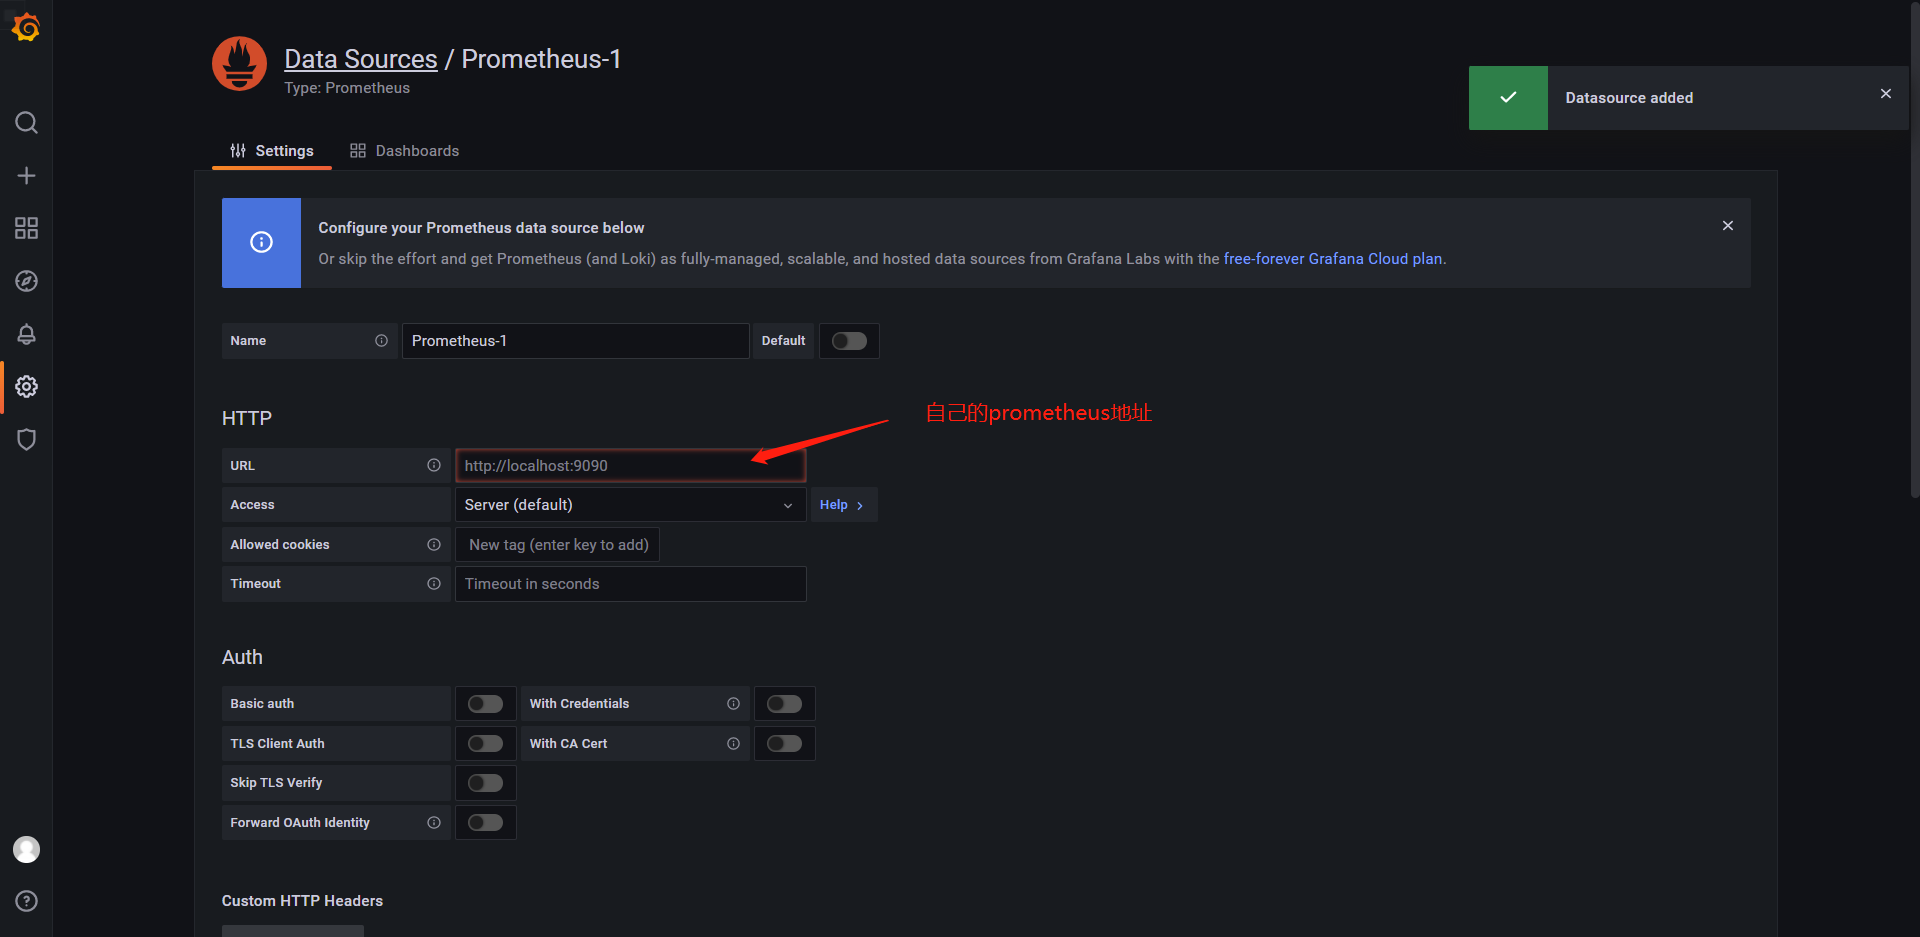 Data Sources / Prometheus-1
Type: Prometheus
Datasource added
Settings
Dashboards
Configure your Prometheus data source below
Or skip the effort and get Prometheus (and Loki) as fully-managed, scalable, and hosted data sources from Grafana Labs with the free-forever Grafana Cloud plan.
Name
Prometheus-1
Default
自己的prometheus地址
HTTP
URL
http://localhost:9090
Access
Server (default)
Help
Allowed cookies
New tag (enter key to add)
Timeout
Timeout in seconds
Auth
Basic auth
With Credentials
TLS Client Auth
With CA Cert
Skip TLS Verify
Forward OAuth Identity
Custom HTTP Headers